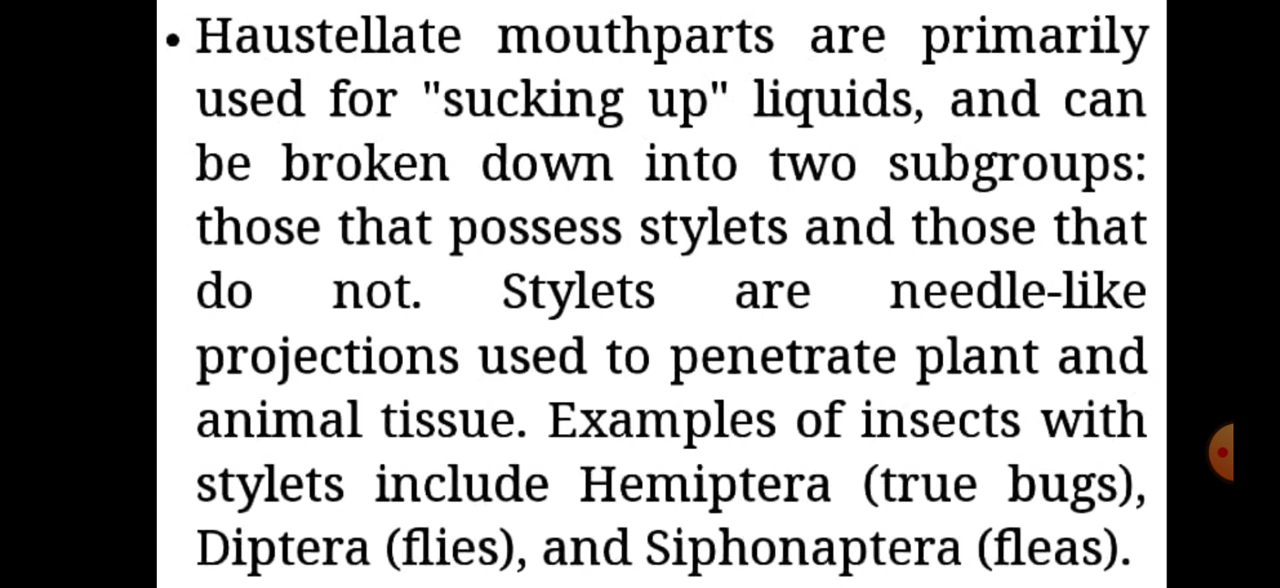 • Haustellate mouthparts are primarily
used for "sucking up" liquids, and can
be broken down into two subgroups:
those that possess stylets and those that
do not. Stylets are needle-like
projections used to penetrate plant and
animal tissue. Examples of insects with
stylets include Hemiptera (true bugs),
Diptera (flies), and Siphonaptera (fleas).